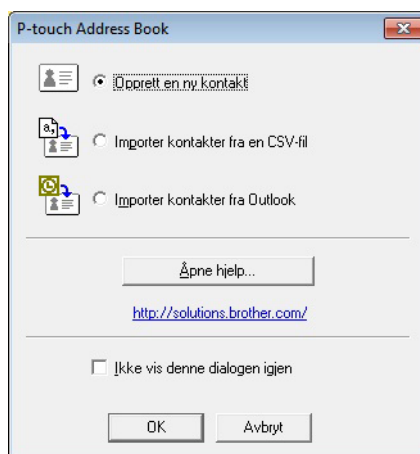 P-touch Address Book
Opprett en ny kontakt
a,
Importer kontakter fra en CSV-fil
Importer kontakter fra Outlook
Åpne hjelp...
http://solutions.brother.com/
Ikke vis denne dialogen igjen
OK
Avbryt